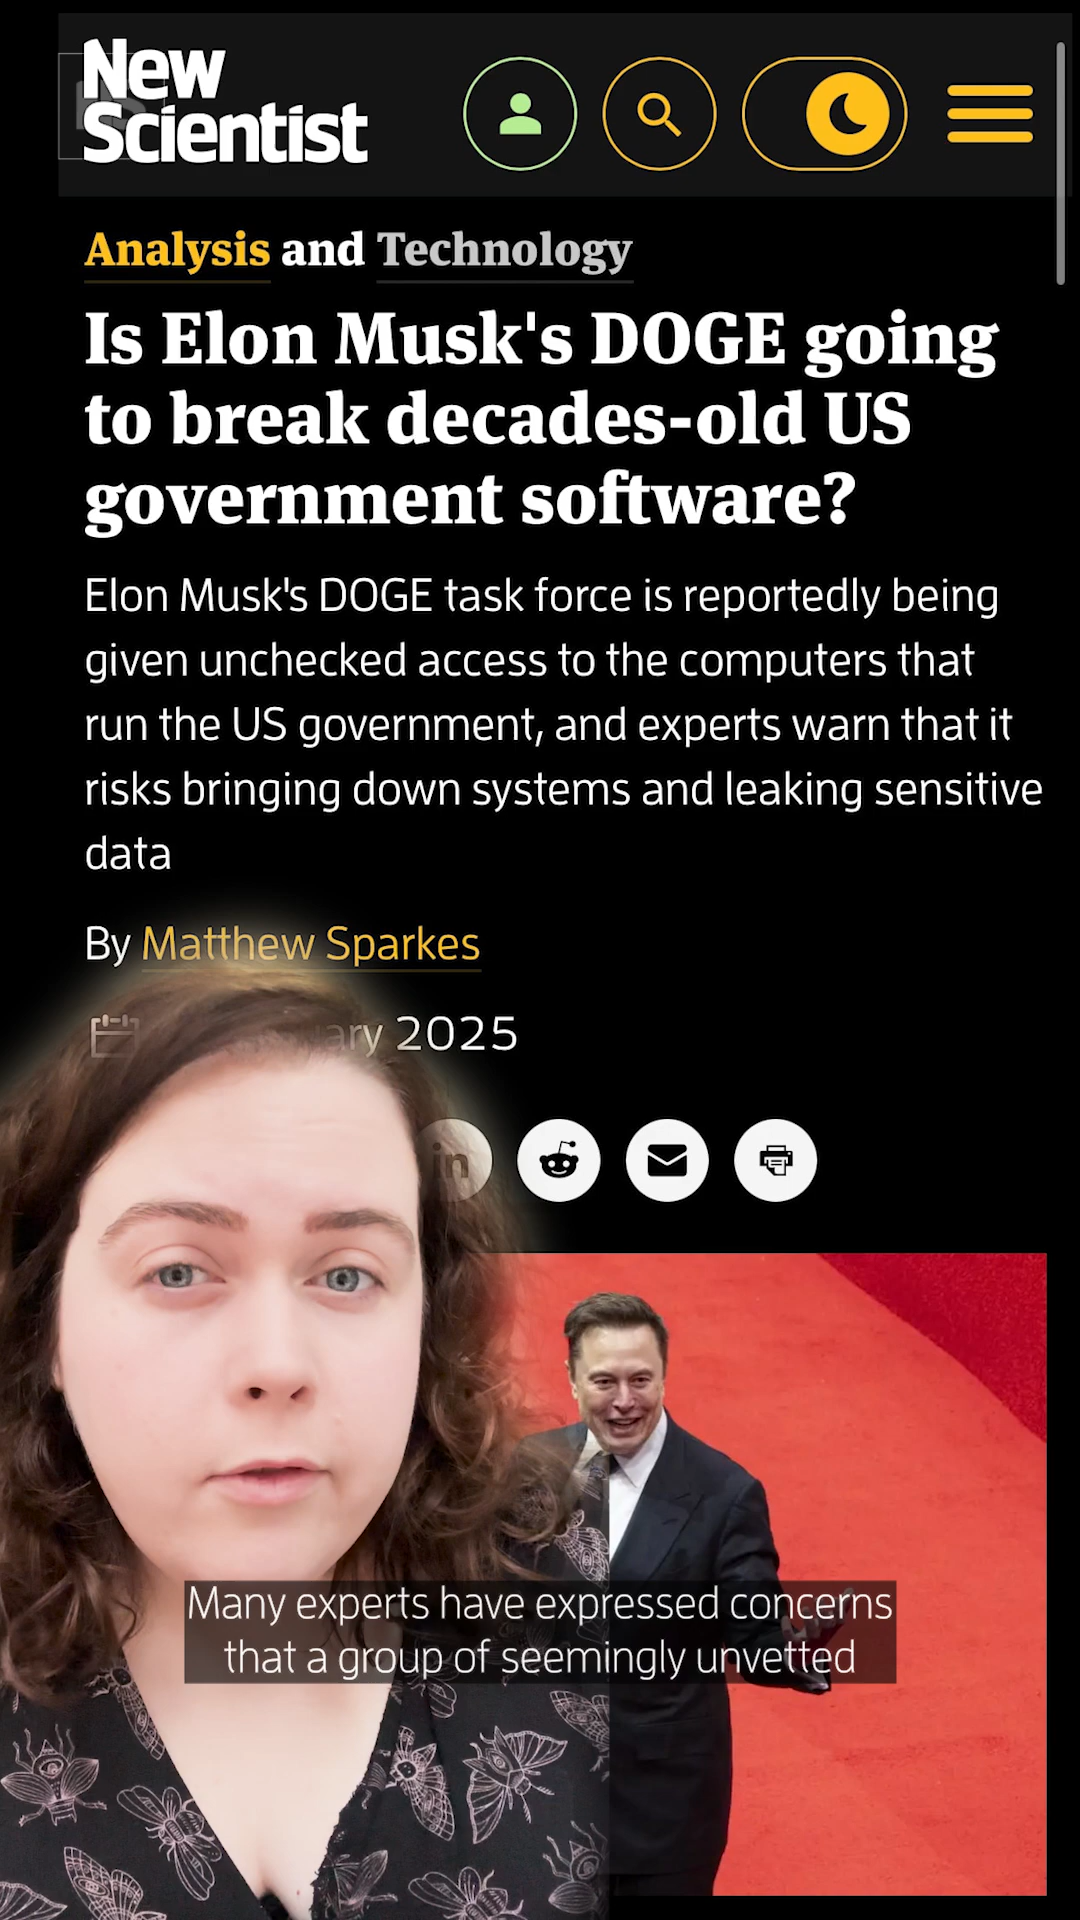 New
Scientist
Analysis and Technology
Is Elon Musk's DOGE going
to break decades-old US
government software?
Elon Musk's DOGE task force is reportedly being
given unchecked access to the computers that
run the US government, and experts warn that it
risks bringing down systems and leaking sensitive
data
By Matthew Sparkes
2025
in
Many experts have expressed concerns
that a group of seemingly unvetted